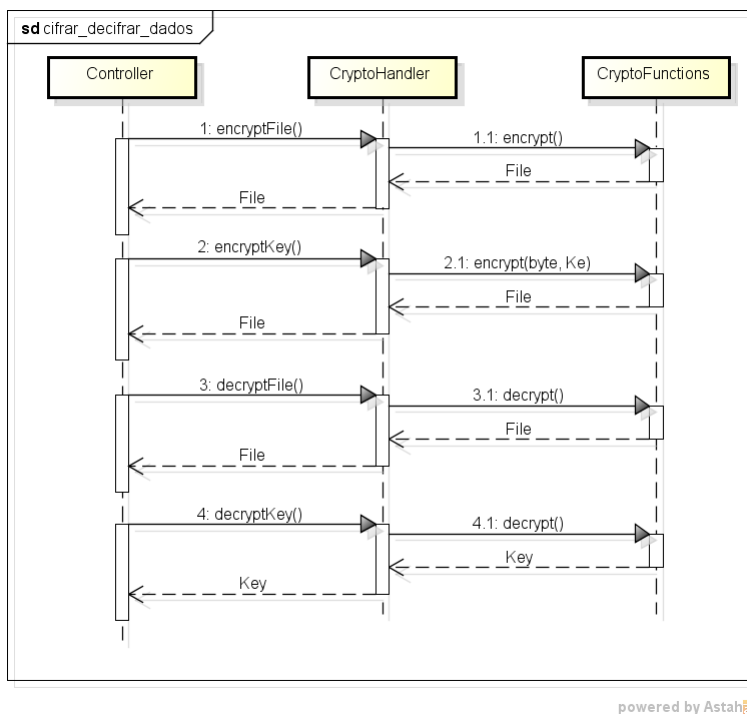 sd cifrar_decifrar_dados
Controller
CryptoHandler
CryptoFunctions
1: encryptFile()
1.1: encrypt()
File
File
2: encryptKey()
2.1: encrypt(byte, Ke)
File
File
3: decryptFile()
3.1: decrypt()
File
File
4: decryptKey()
4.1: decrypt()
Key
Key
powered by Astah